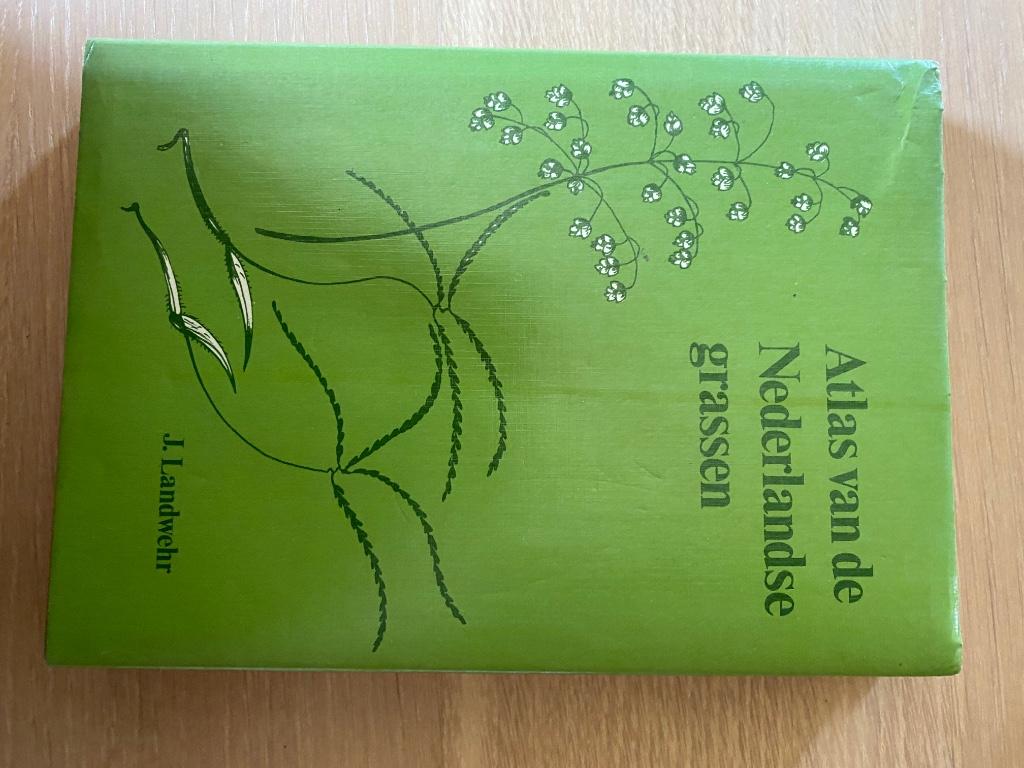 Atlas van de
Nederlandse
grassen
J. Landwehr